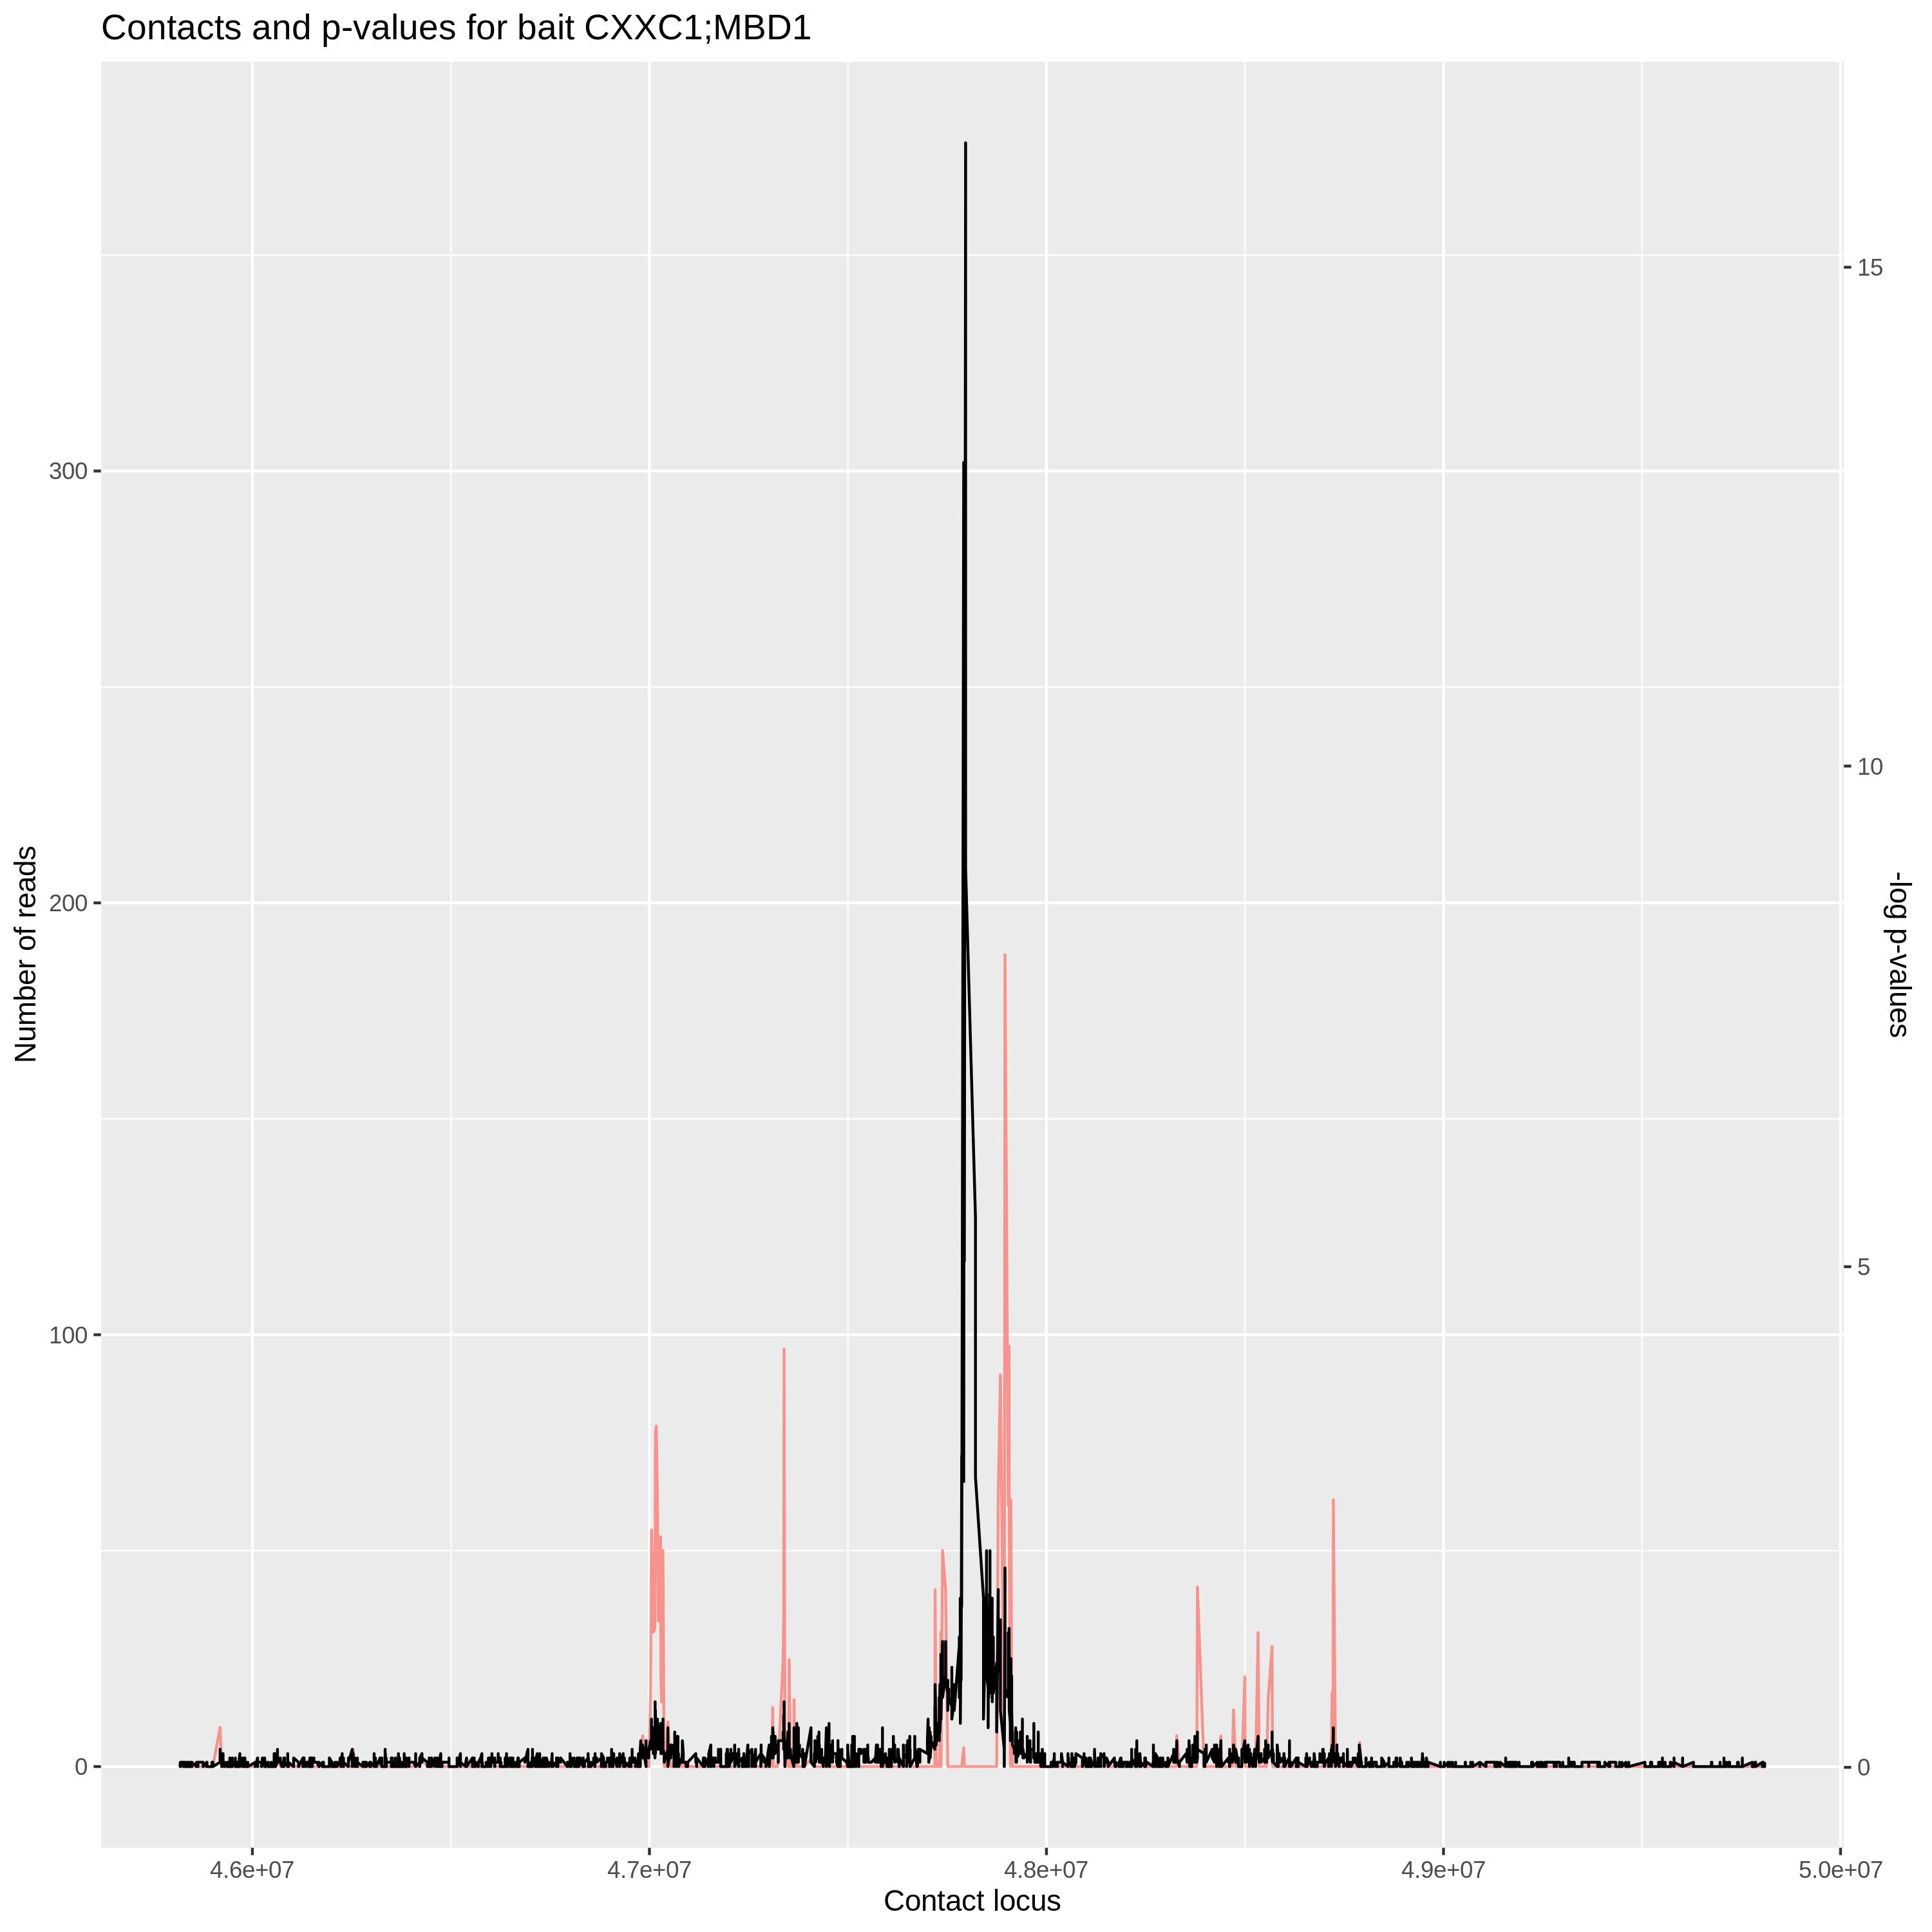 Contacts and p-values for bait CXXC1;MBD1
Number of reads
300
200
100
0
15
10
5
0
-log p-values
4.6e+07
4.7e+07
4.8e+07
4.9e+07
5.0e+07
Contact locus